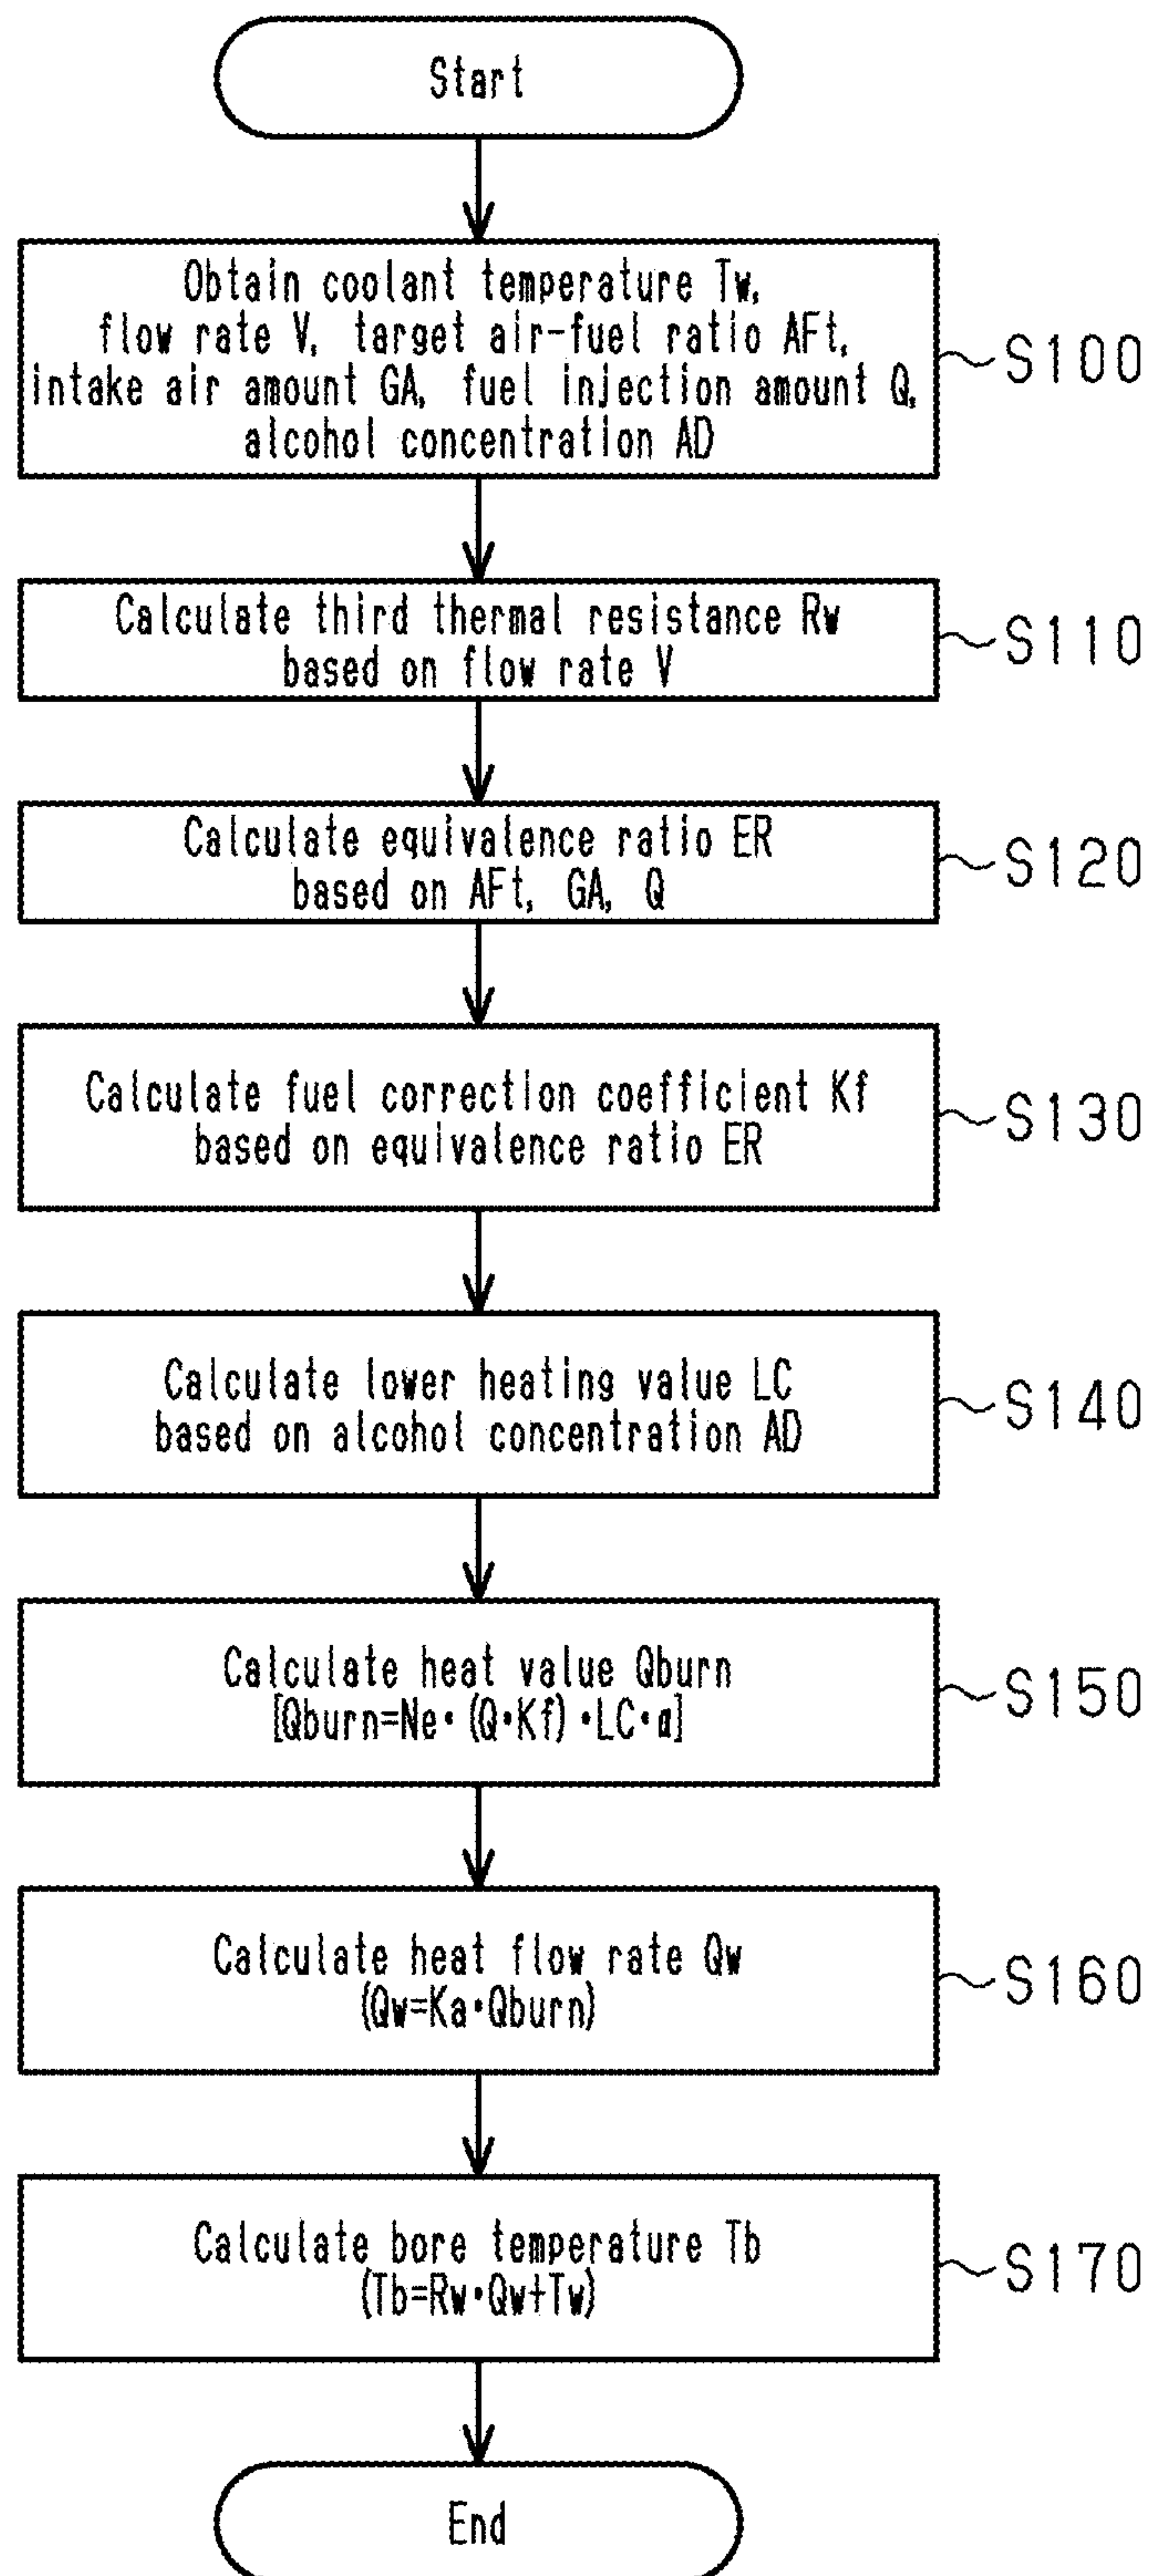 Start
Obtain coolant temperature Tw,
flow rate V, target air-fuel ratio AFt,
intake air amount GA, fuel injection amount Q,
alcohol concentration AD
S100
Calculate third thermal resistance Rw
based on flow rate V
S110
Calculate equivalence ratio ER
based on AFt, GA, Q
S120
Calculate fuel correction coefficient Kf
based on equivalence ratio ER
S130
Calculate lower heating value LC
based on alcohol concentration AD
S140
Calculate heat value Qburn
[Qburn=Ne·(Q·Kf)·LC·α]
S150
Calculate heat flow rate Qw
(Qw=Ka·Qburn)
S160
Calculate bore temperature Tb
(Tb=Rw·Qw+Tw)
S170
End